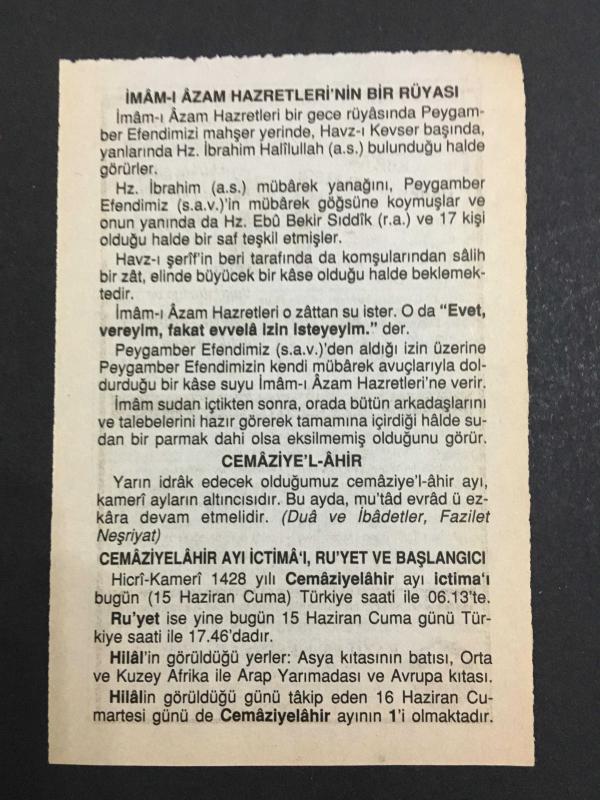 İMÂM-I ÂZAM HAZRETLERİ'NİN BİR RÜYASI
İmâm-ı Âzam Hazretleri bir gece rüyâsında Peygam-
ber Efendimizi mahşer yerinde, Havz-ı Kevser başında,
yanlarında Hz. İbrahim Halîlullah (a.s.) bulunduğu halde
görürler.
Hz. İbrahim (a.s.) mübârek yanağını, Peygamber
Efendimiz (s.a.v.)'in mübârek göğsüne koymuşlar ve
onun yanında da Hz. Ebû Bekir Sıddîk (r.a.) ve 17 kişi
olduğu halde bir saf teşkil etmişler.
Havz-ı şerîf'in beri tarafında da komşularından sâlih
bir zât, elinde büyücek bir kâse olduğu halde beklemek-
tedir.
İmâm-ı Âzam Hazretleri o zâttan su ister. O da “Evet,
vereyim, fakat evvelâ izin isteyeyim.” der.
Peygamber Efendimiz (s.a.v.)'den aldığı izin üzerine
Peygamber Efendimizin kendi mübârek avuçlarıyla dol-
durduğu bir kâse suyu İmâm-ı Âzam Hazretleri'ne verir.
İmâm sudan içtikten sonra, orada bütün arkadaşlarını
ve talebelerini hazır görerek tamamına içirdiği hâlde su-
dan bir parmak dahi olsa eksilmemiş olduğunu görür.
CEMÂZİYE'L-ÂHİR
Yarın idrâk edecek olduğumuz cemâziye'l-âhir ayı,
kamerî ayların altıncısıdır. Bu ayda, mu'tâd evrâd ü ez-
kâra devam etmelidir. (Duâ ve İbâdetler, Fazilet
Neşriyat)
CEMÂZİYELÂHİR AYI İCTİMÂ'I, RU'YET VE BAŞLANGICI
Hicrî-Kamerî 1428 yılı Cemâziyelâhir ayı ictima'ı
bugün (15 Haziran Cuma) Türkiye saati ile 06.13'te.
Ru'yet ise yine bugün 15 Haziran Cuma günü Tür-
kiye saati ile 17.46'dadır.
Hilâl'in görüldüğü yerler: Asya kıtasının batısı, Orta
ve Kuzey Afrika ile Arap Yarımadası ve Avrupa kıtası.
Hilâlin görüldüğü günü tâkip eden 16 Haziran Cu-
martesi günü de Cemâziyelâhir ayının 1'i olmaktadır.